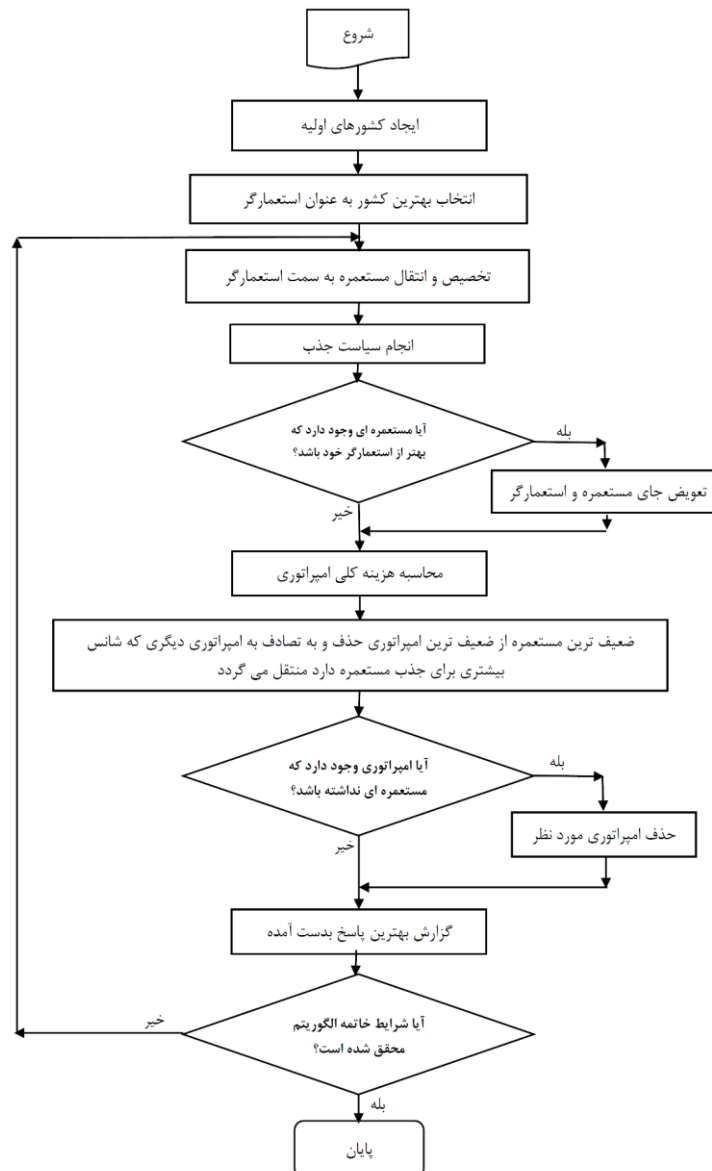 شروع
ایجاد کشورهای اولیه
انتخاب بهترین کشور به عنوان استعمارگر
تخصیص و انتقال مستعمره به سمت استعمارگر
انجام سیاست جذب
آیا مستعمره ای وجود دارد که
بهتر از استعمارگر خود باشد؟
بله
تعویض جای مستعمره و استعمارگر
خیر
محاسبه هزینه کلی امپراتوری
ضعیف ترین مستعمره از ضعیف ترین امپراتوری حذف و به تصادف به امپراتوری دیگری که شانس
بیشتری برای جذب مستعمره دارد منتقل می گردد
آیا امپراتوری وجود دارد که
مستعمره ای نداشته باشد؟
بله
حذف امپراتوری مورد نظر
خیر
گزارش بهترین پاسخ بدست آمده
آیا شرایط خاتمه الگوریتم
محقق شده است؟
خیر
بله
پایان